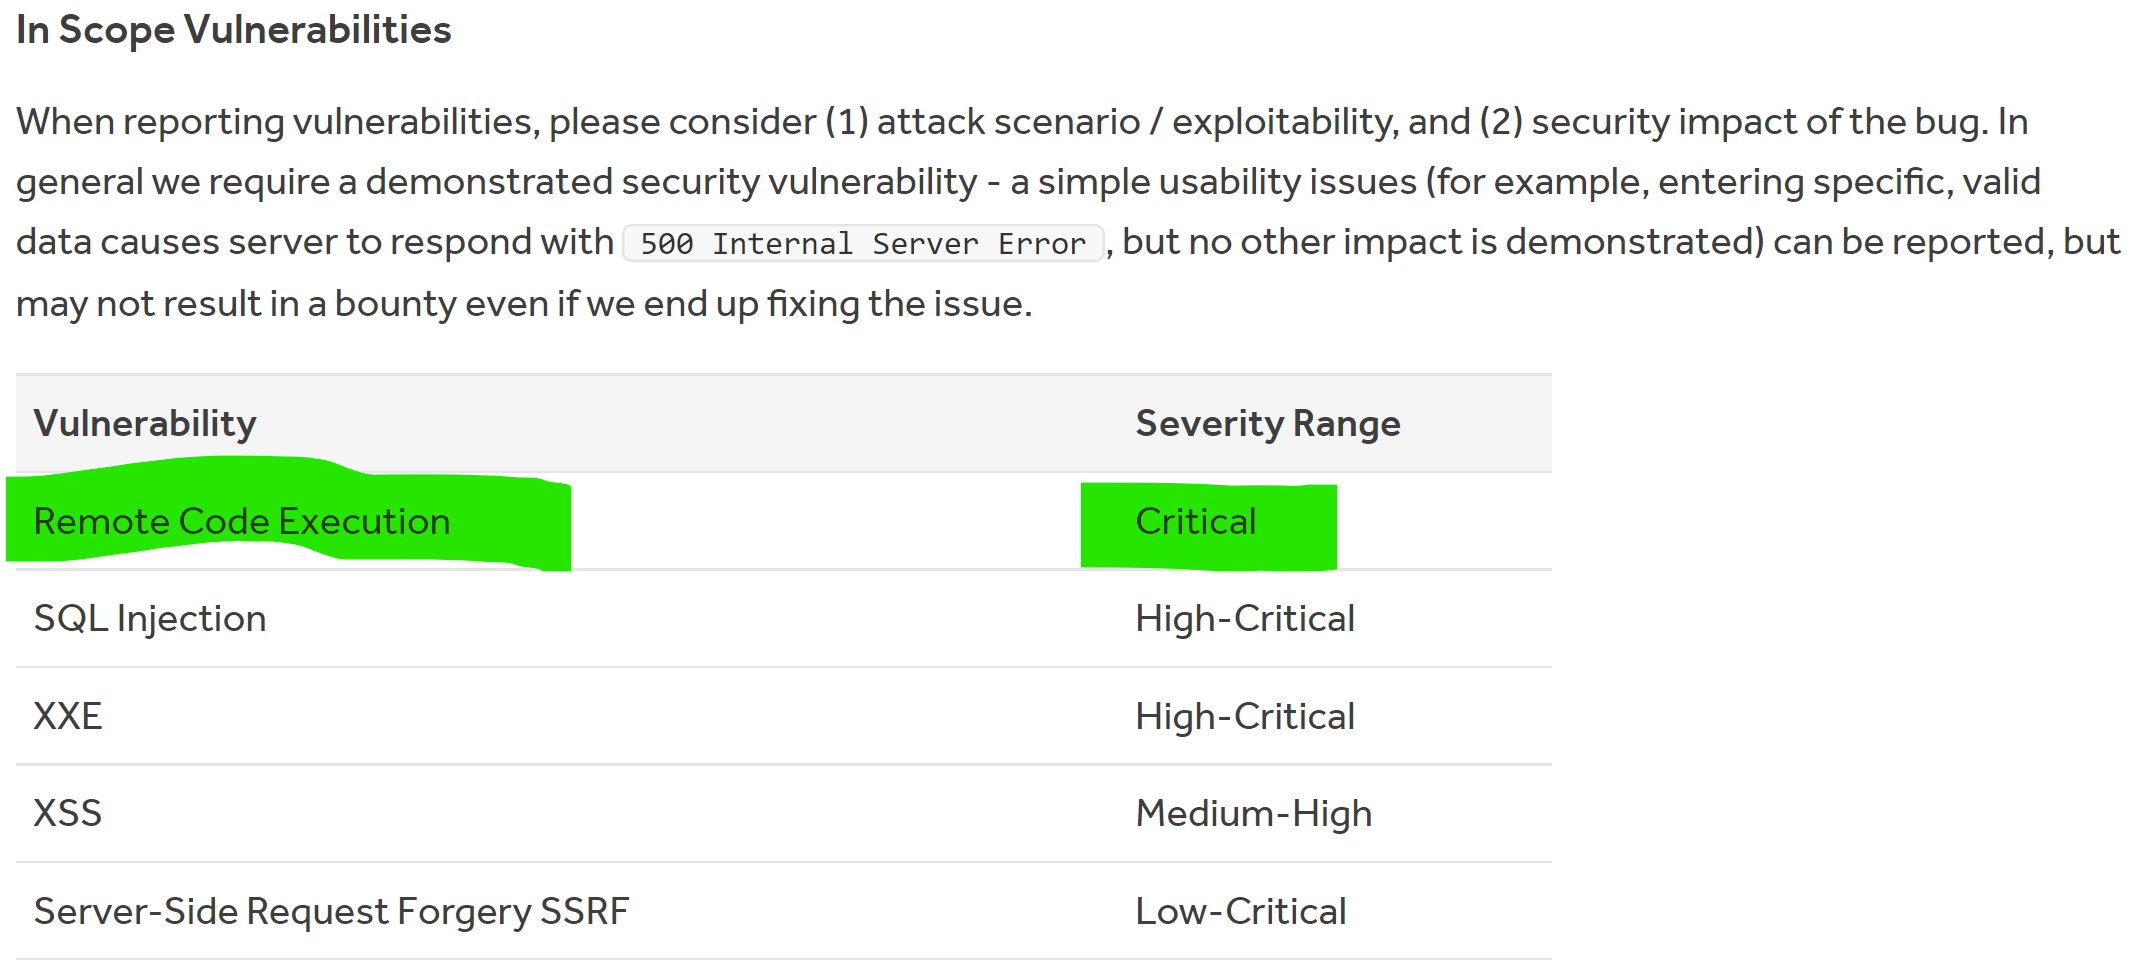 In Scope Vulnerabilities
When reporting vulnerabilities, please consider (1) attack scenario / exploitability, and (2) security impact of the bug. In
general we require a demonstrated security vulnerability - a simple usability issues (for example, entering specific, valid
data causes server to respond with 500 Internal Server Error , but no other impact is demonstrated) can be reported, but
may not result in a bounty even if we end up fixing the issue.
Vulnerability Severity Range
Remote Code Execution Critical
SQL Injection High-Critical
XXE High-Critical
XSS Medium-High
Server-Side Request Forgery SSRF Low-Critical